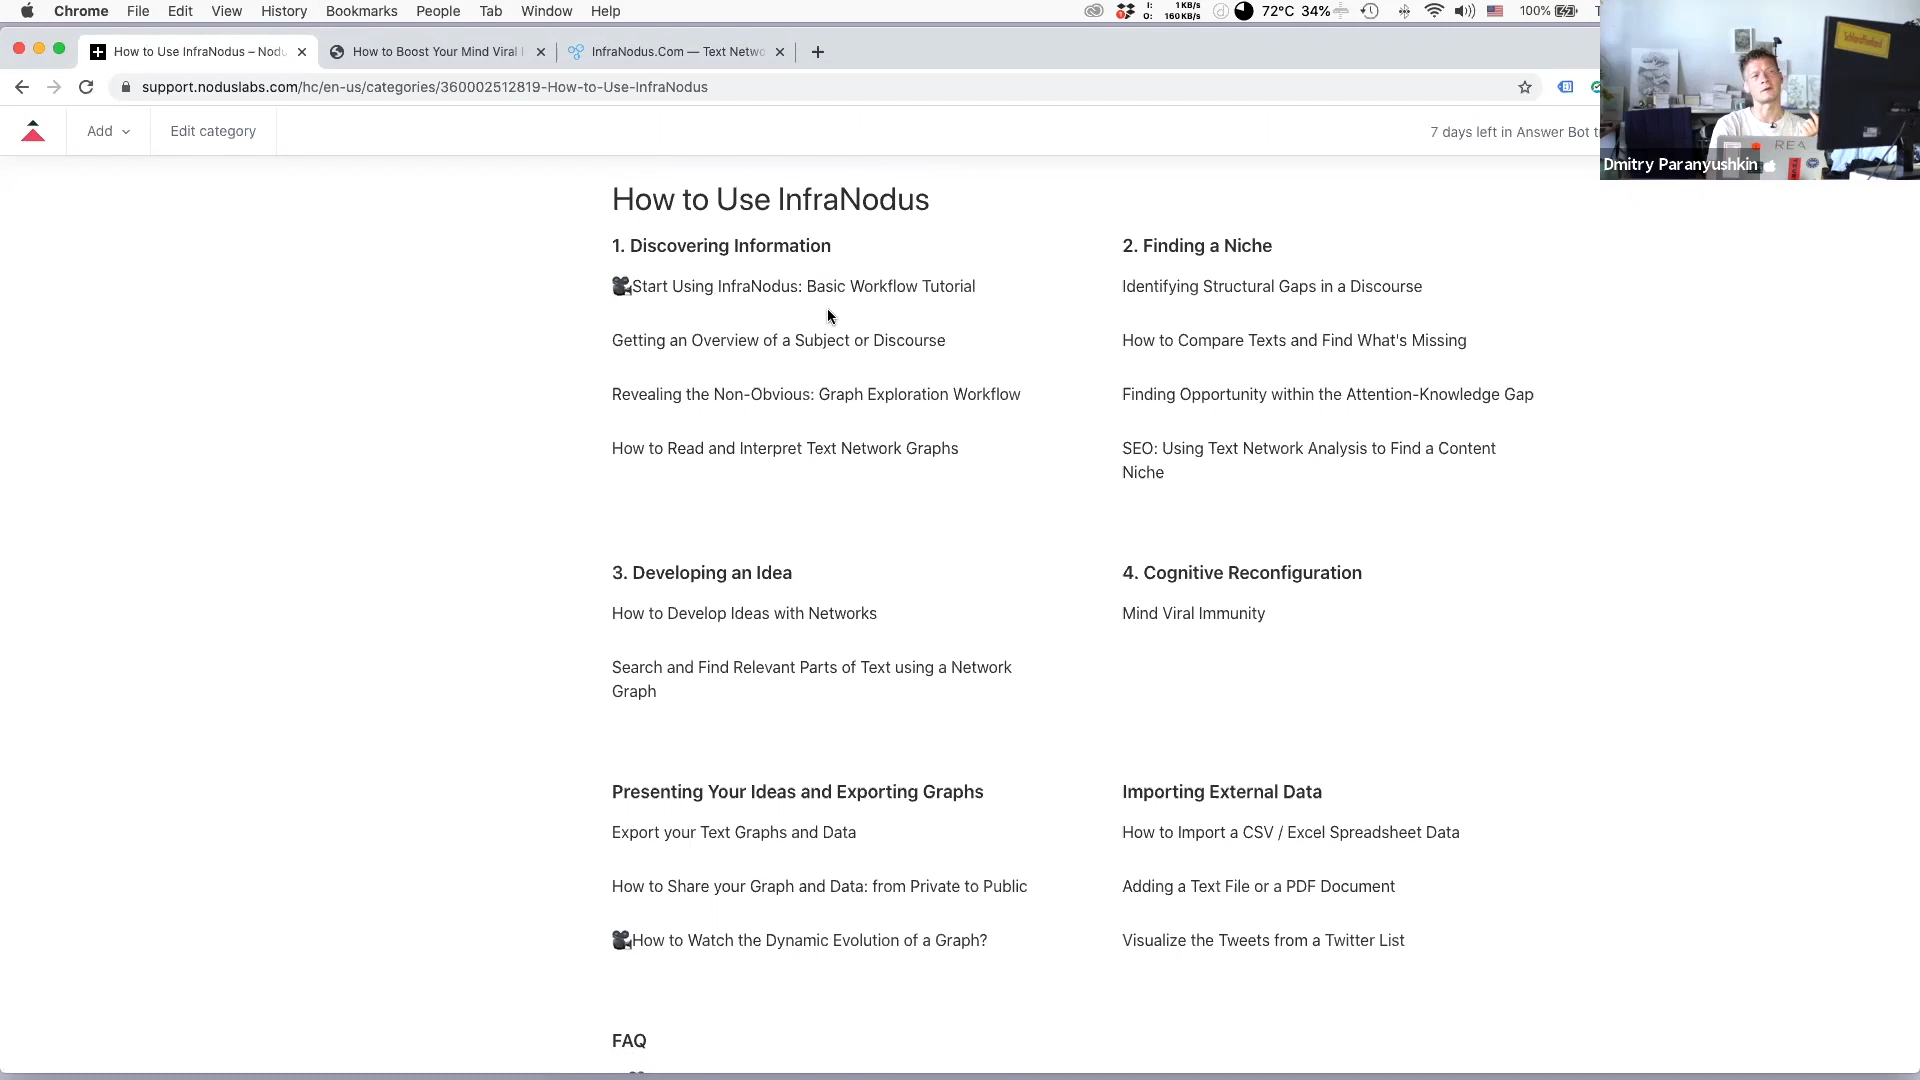 Chrome File Edit View History Bookmarks People Tab Window Help
I: 1KB/s
O: 160KB/s
72°C 34% 100%
How to Use InfraNodus – Nodu
How to Boost Your Mind Viral
InfraNodus.Com — Text Netwo
support.noduslabs.com/hc/en-us/categories/360002512819-How-to-Use-InfraNodus
Add
Edit category
7 days left in Answer Bot t
REA
Dmitry Paranyushkin
How to Use InfraNodus
1. Discovering Information
🎥Start Using InfraNodus: Basic Workflow Tutorial
Getting an Overview of a Subject or Discourse
Revealing the Non-Obvious: Graph Exploration Workflow
How to Read and Interpret Text Network Graphs
2. Finding a Niche
Identifying Structural Gaps in a Discourse
How to Compare Texts and Find What's Missing
Finding Opportunity within the Attention-Knowledge Gap
SEO: Using Text Network Analysis to Find a Content
Niche
3. Developing an Idea
How to Develop Ideas with Networks
Search and Find Relevant Parts of Text using a Network
Graph
4. Cognitive Reconfiguration
Mind Viral Immunity
Presenting Your Ideas and Exporting Graphs
Export your Text Graphs and Data
How to Share your Graph and Data: from Private to Public
🎥How to Watch the Dynamic Evolution of a Graph?
Importing External Data
How to Import a CSV / Excel Spreadsheet Data
Adding a Text File or a PDF Document
Visualize the Tweets from a Twitter List
FAQ